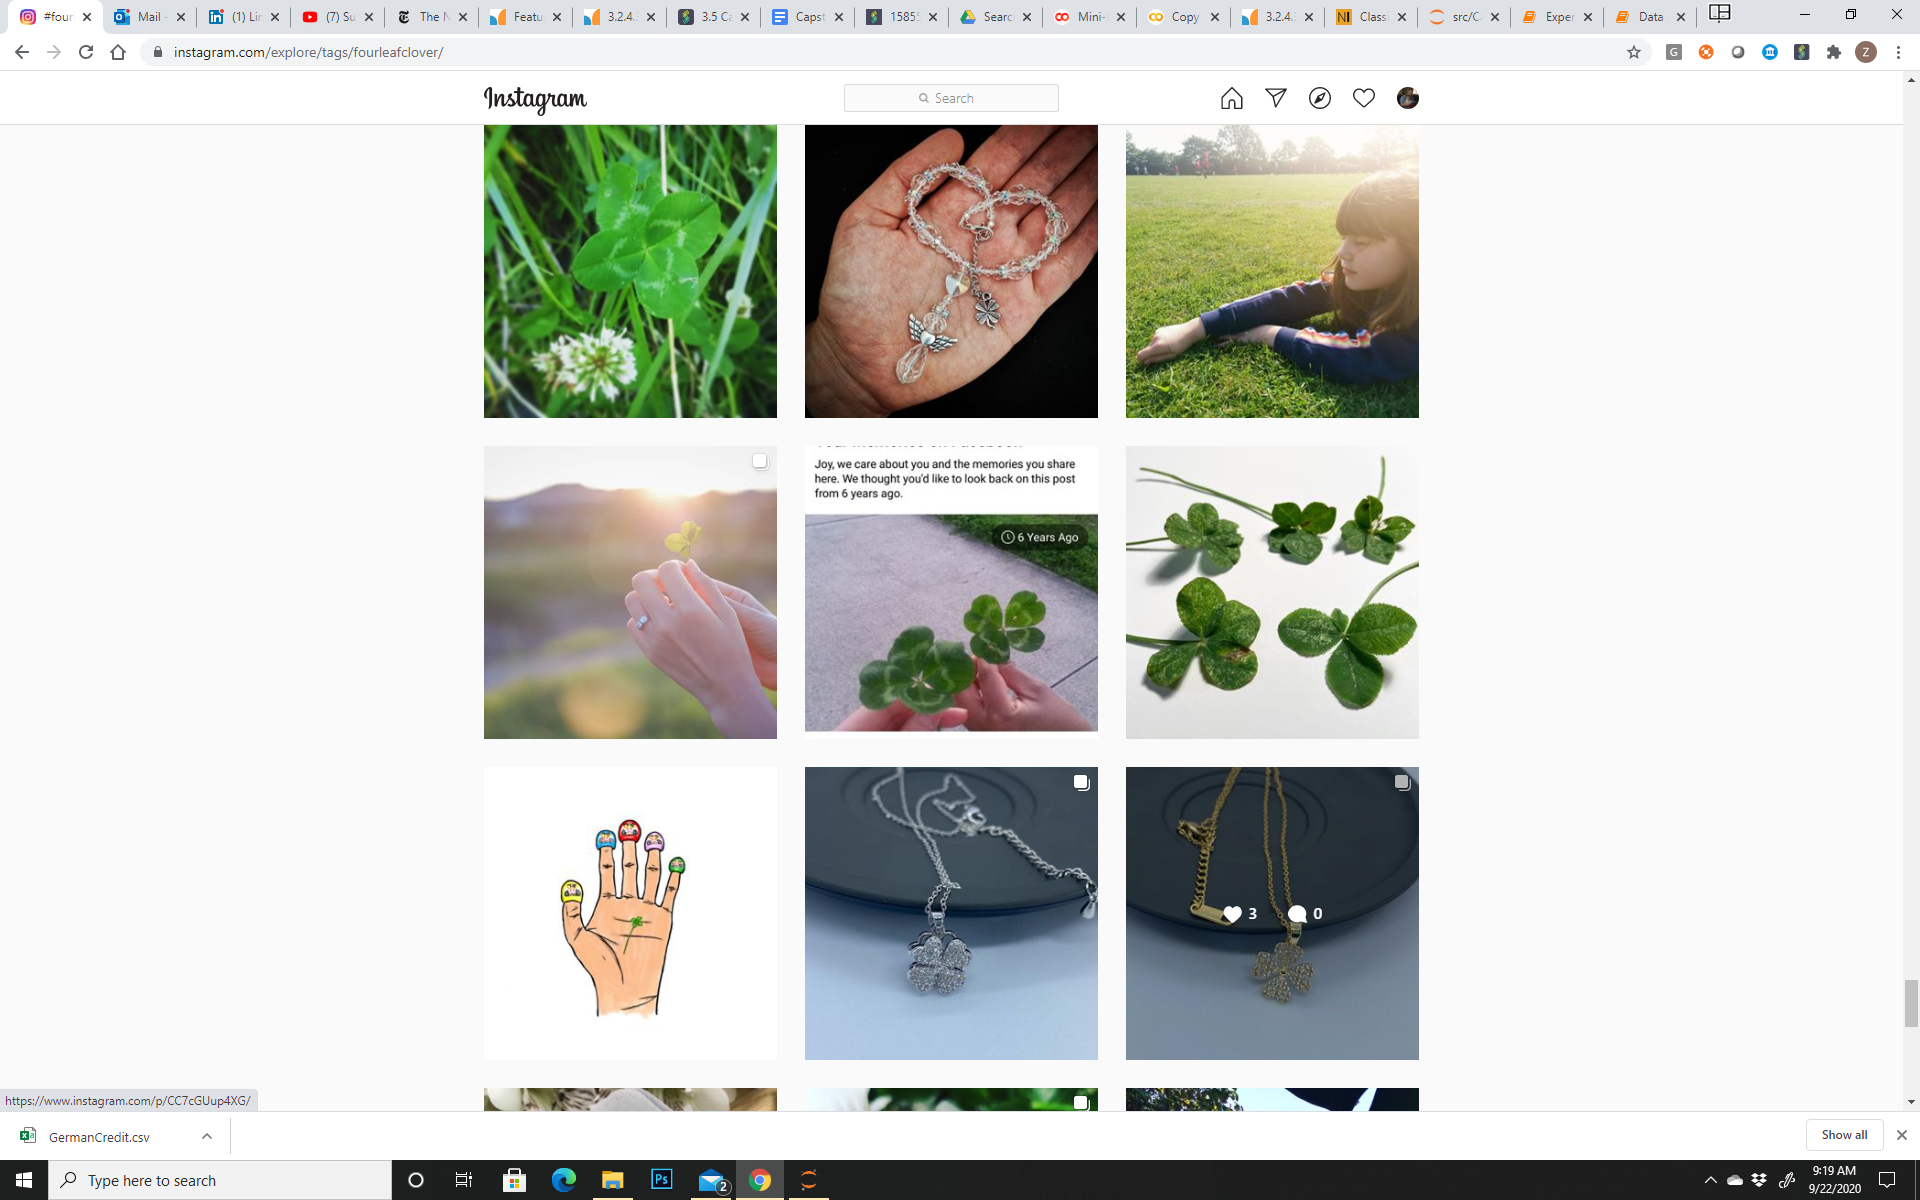 #four
Mail -
(1) Lir
(7) Su
The N
Featu
3.2.4.
3.5 Ca
Capst
1585
Searc
Mini-
Copy
3.2.4.
Classi
src/C
Exper
Data
instagram.com/explore/tags/fourleafclover/
Instagram
Search
Joy, we care about you and the memories you share
here. We thought you'd like to look back on this post
from 6 years ago.
6 Years Ago
3 0
https://www.instagram.com/p/CC7cGUup4XG/
GermanCredit.csv
Show all
Type here to search
Ps
2
9:19 AM
9/22/2020